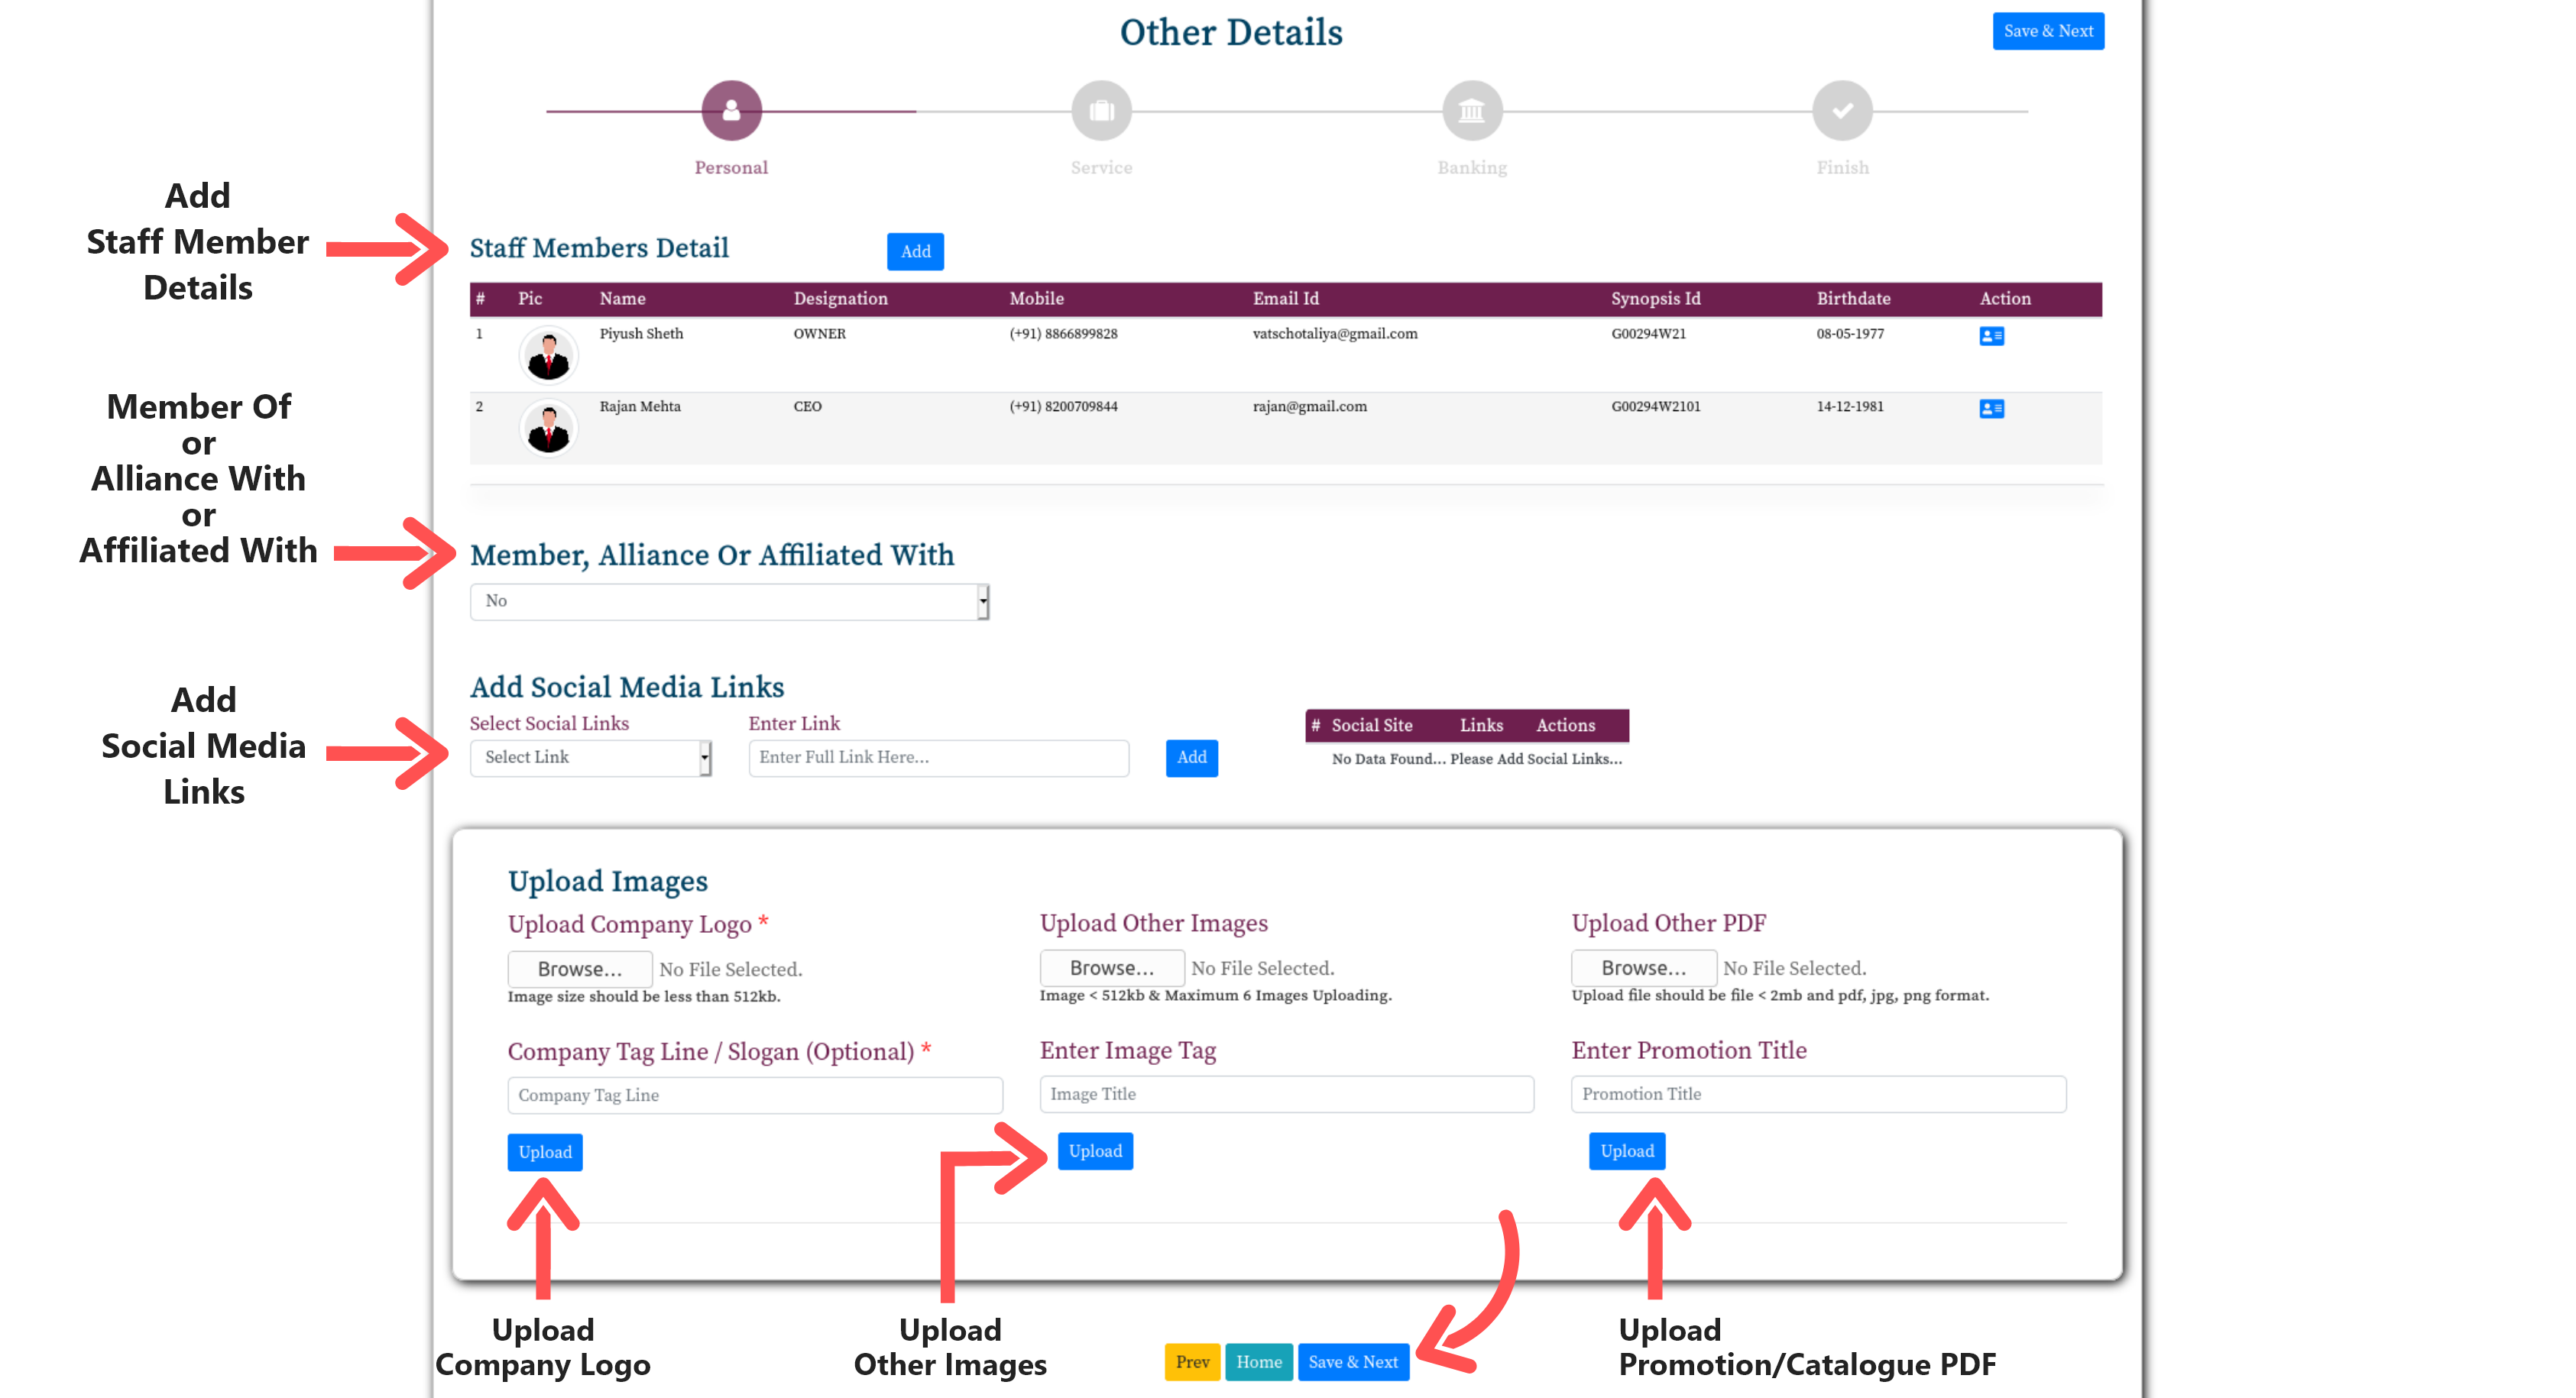 Other Details
Save & Next
Personal
Service
Banking
Finish
Add
Staff Member
Details
Staff Members Detail
Add
# Pic Name Designation Mobile Email Id Synopsis Id Birthdate Action
1 Piyush Sheth OWNER (+91) 8866899828 vatschotaliya@gmail.com G00294W21 08-05-1977
2 Rajan Mehta CEO (+91) 8200709844 rajan@gmail.com G00294W2101 14-12-1981
Member Of
or
Alliance With
or
Affiliated With
Member, Alliance Or Affiliated With
No
Add
Social Media
Links
Add Social Media Links
Select Social Links
Enter Link
Select Link
Enter Full Link Here...
Add
# Social Site Links Actions
No Data Found... Please Add Social Links...
Upload Images
Upload Company Logo *
Browse... No File Selected.
Image size should be less than 512kb.
Company Tag Line / Slogan (Optional) *
Company Tag Line
Upload
Upload Other Images
Browse... No File Selected.
Image < 512kb & Maximum 6 Images Uploading.
Enter Image Tag
Image Title
Upload
Upload Other PDF
Browse... No File Selected.
Upload file should be file < 2mb and pdf, jpg, png format.
Enter Promotion Title
Promotion Title
Upload
Upload
Company Logo
Upload
Other Images
Prev
Home
Save & Next
Upload
Promotion/Catalogue PDF